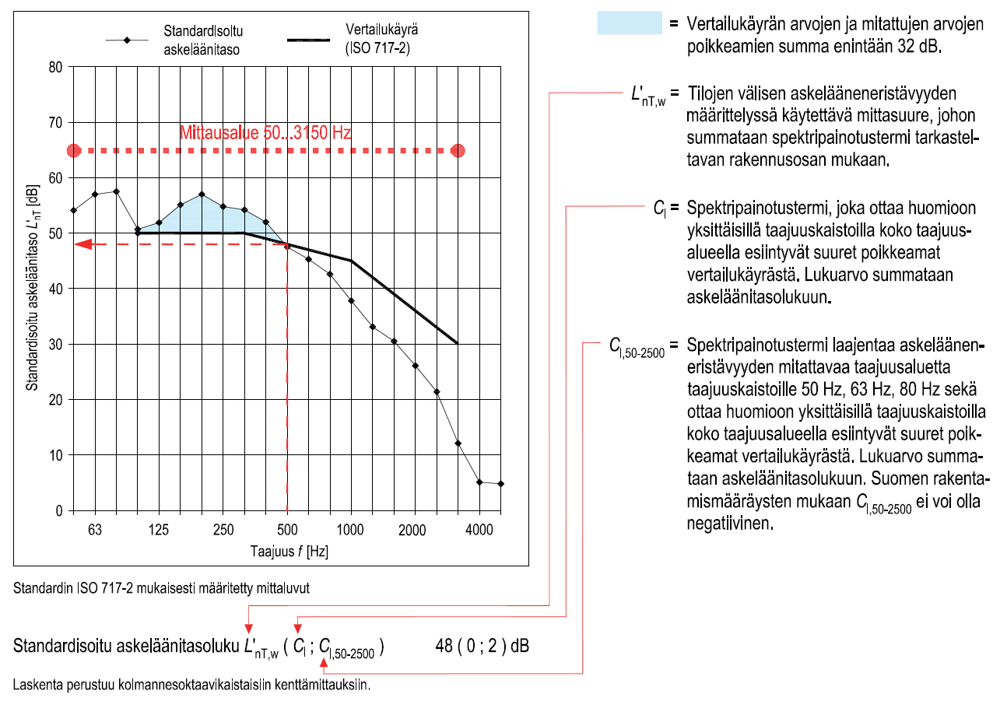 Standardisoitu
askeläänitaso
Vertailukäyrä
(ISO 717-2)
Mittausalue 50...3150 Hz
Standardisoitu askeläänitaso L'nT [dB]
80
70
60
50
40
30
20
10
0
63
125
250
500
1000
2000
4000
Taajuus f [Hz]
= Vertailukäyrän arvojen ja mitattujen arvojen
poikkeamien summa enintään 32 dB.
L'nT,w = Tilojen välisen askelääneneristävyyden
määrittelyssä käytettävä mittasuure, johon
summataan spektripainotustermi tarkastel-
tavan rakennusosan mukaan.
CI = Spektripainotustermi, joka ottaa huomioon
yksittäisillä taajuuskaistoilla koko taajuus-
alueella esiintyvät suuret poikkeamat
vertailukäyrästä. Lukuarvo summataan
askeläänitasolukuun.
CI,50-2500 = Spektripainotustermi laajentaa askeläänen-
eristävyyden mitattavaa taajuusaluetta
taajuuskaistoille 50 Hz, 63 Hz, 80 Hz sekä
ottaa huomioon yksittäisillä taajuuskaistoilla
koko taajuusalueella esiintyvät suuret poik-
keamat vertailukäyrästä. Lukuarvo summa-
taan askeläänitasolukuun. Suomen rakenta-
mismääräysten mukaan CI,50-2500 ei voi olla
negatiivinen.
Standardin ISO 717-2 mukaisesti määritetty mittaluvut
Standardisoitu askeläänitasoluku L'nT,w ( CI ; CI,50-2500 ) 48 ( 0 ; 2 ) dB
Laskenta perustuu kolmannesoktaavikaistaisiin kenttämittauksiin.